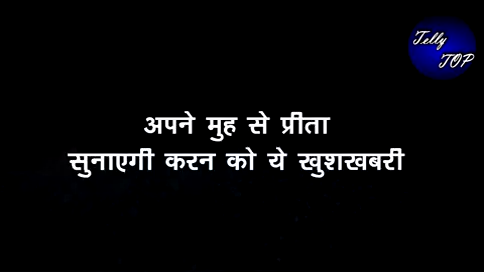 Telly
TOP
अपने मुह से प्रीता
सुनाएगी करन को ये खुशखबरी